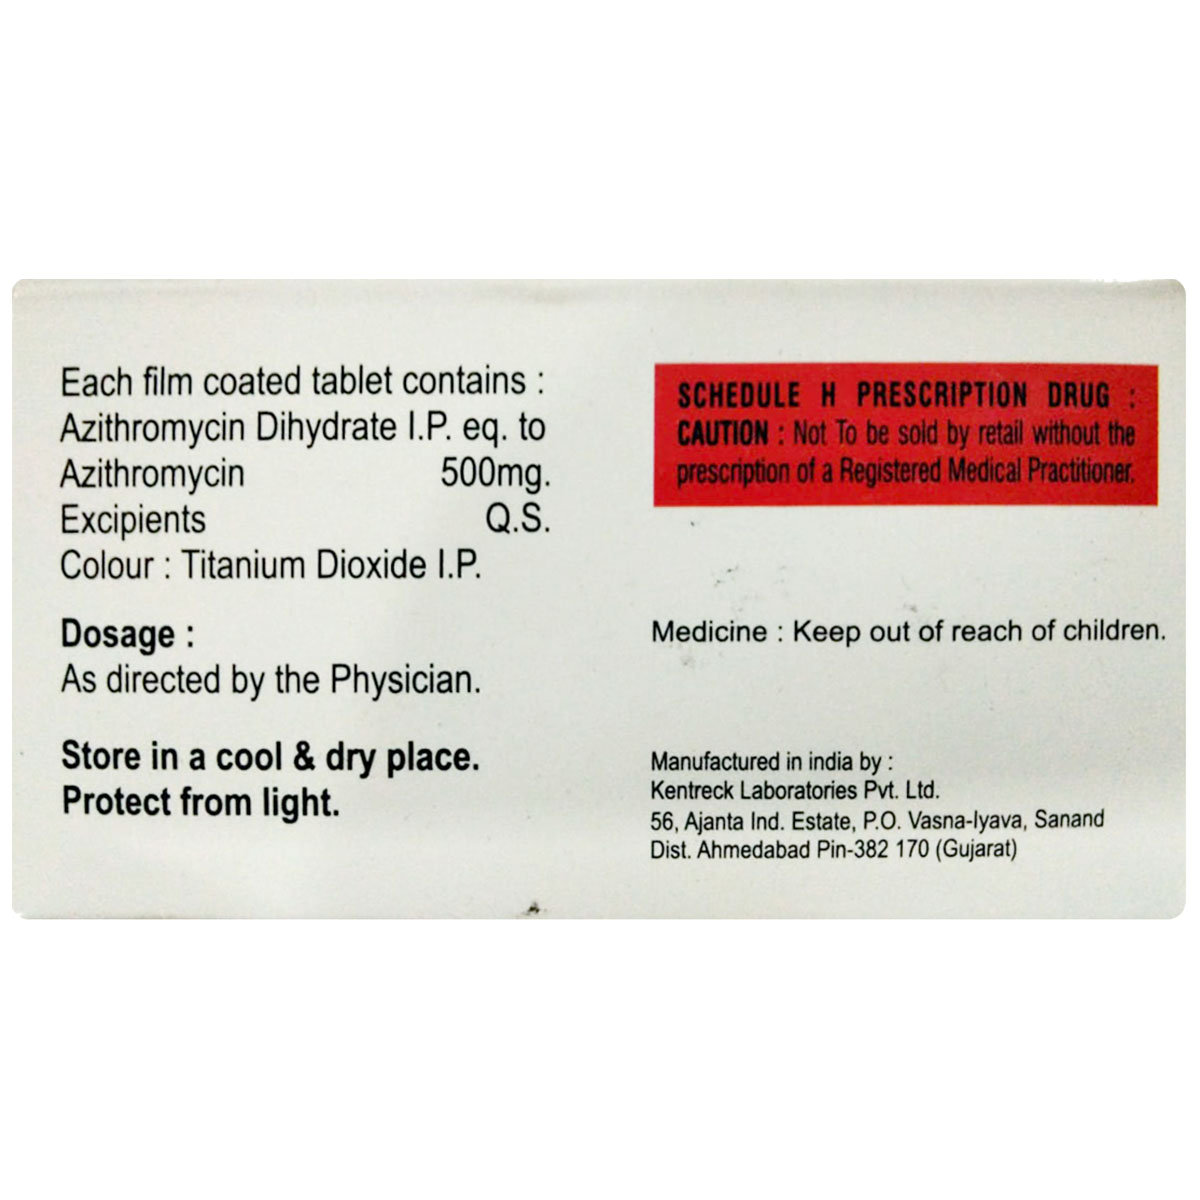 Each film coated tablet contains :
Azithromycin Dihydrate I.P. eq. to
Azithromycin 500mg.
Excipients Q.S.
Colour : Titanium Dioxide I.P.
Dosage :
As directed by the Physician.
Store in a cool & dry place.
Protect from light.
SCHEDULE H PRESCRIPTION DRUG :
CAUTION : Not To be sold by retail without the
prescription of a Registered Medical Practitioner.
Medicine : Keep out of reach of children.
Manufactured in india by :
Kentreck Laboratories Pvt. Ltd.
56, Ajanta Ind. Estate, P.O. Vasna-Iyava, Sanand
Dist. Ahmedabad Pin-382 170 (Gujarat)